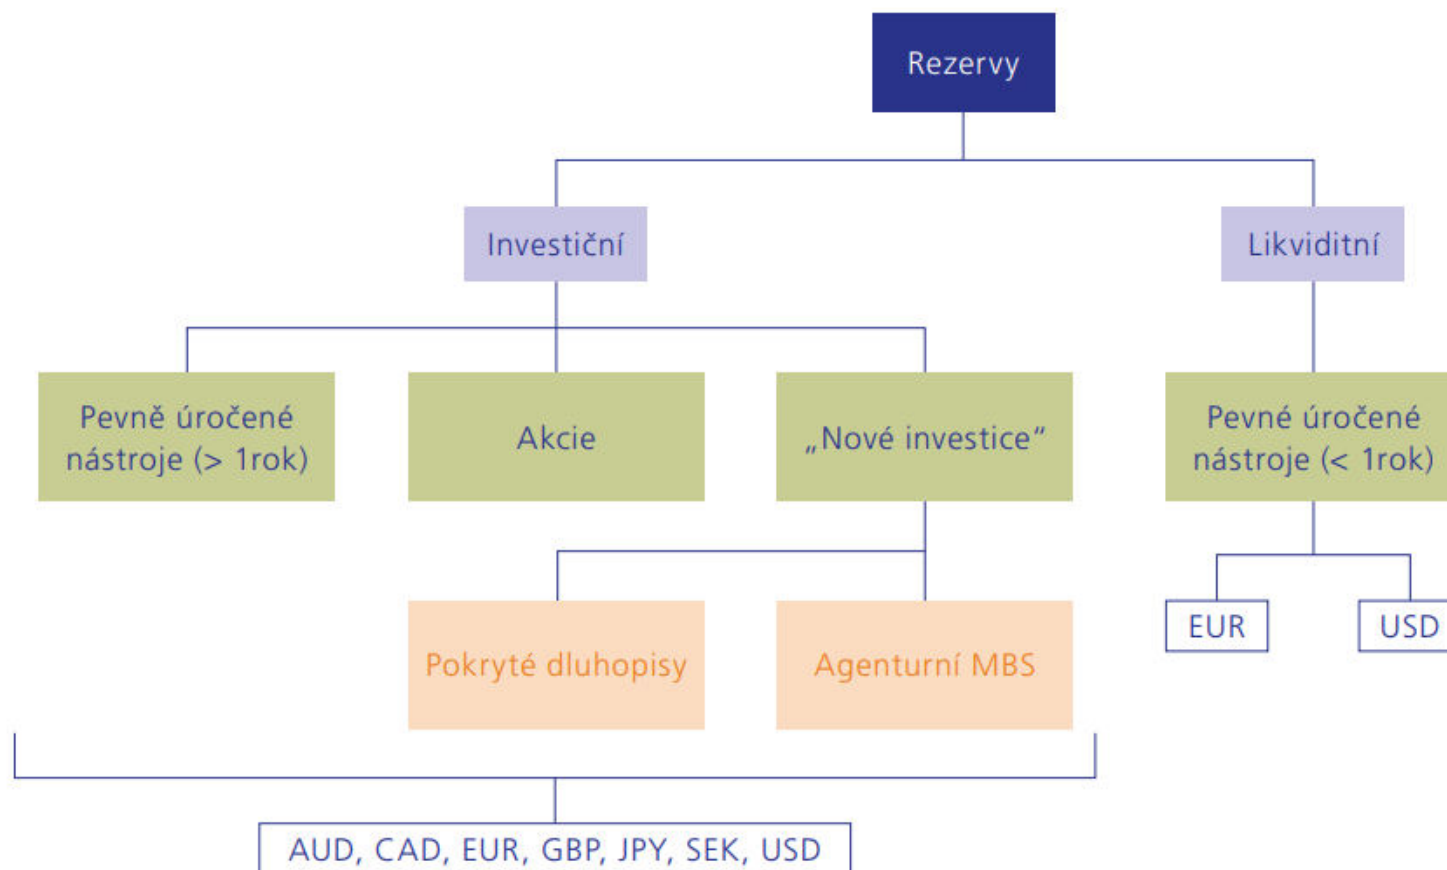 Rezervy
Investiční
Likviditní
Pevně úročené
nástroje (> 1rok)
Akcie
„Nové investice“
Pevné úročené
nástroje (< 1rok)
Pokryté dluhopisy
Agenturní MBS
EUR
USD
AUD, CAD, EUR, GBP, JPY, SEK, USD